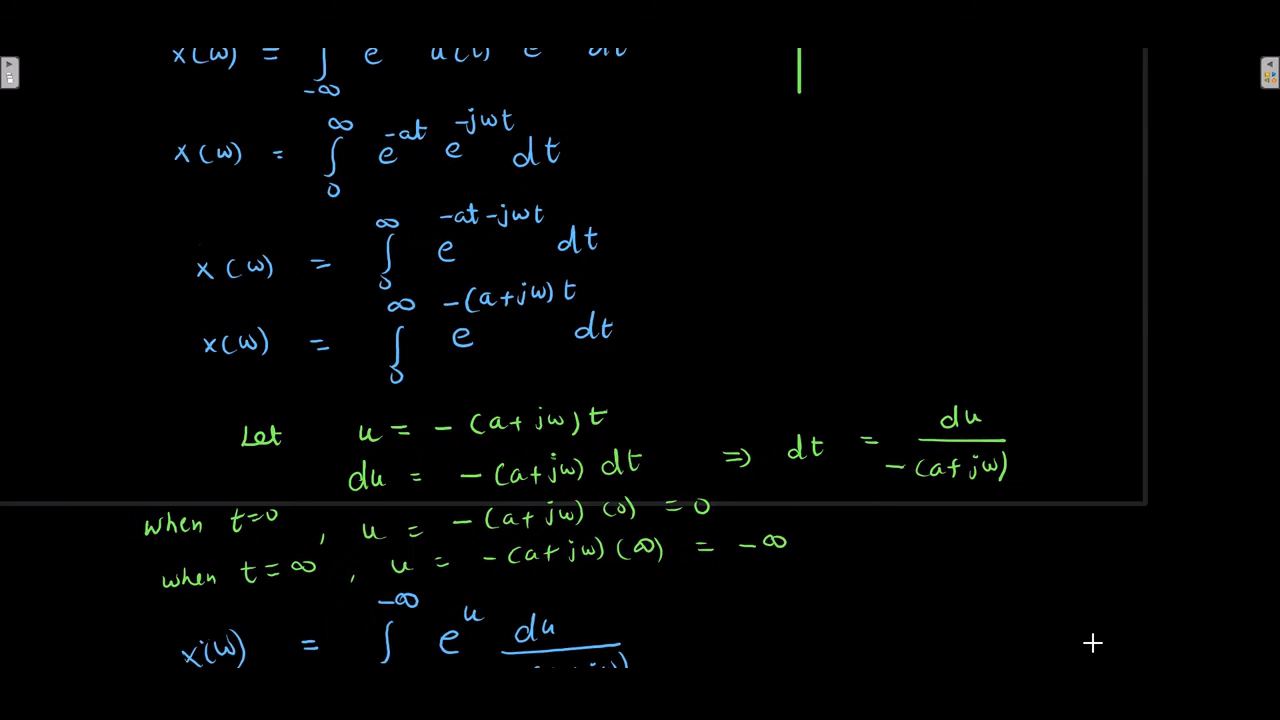 x(ω) = ∫_{-∞} e u(t) e dt
x(ω) = ∫_0^∞ e^{-at} e^{-jωt} dt
x(ω) = ∫_0^∞ e^{-at-jωt} dt
x(ω) = ∫_0^∞ e^{-(a+jω)t} dt
Let u = -(a+jω)t
du = -(a+jω) dt ⇒ dt = du / -(a+jω)
when t=0, u = -(a+jω)(0) = 0
when t=∞, u = -(a+jω)(∞) = -∞
x(ω) = ∫^{-∞} e^u du